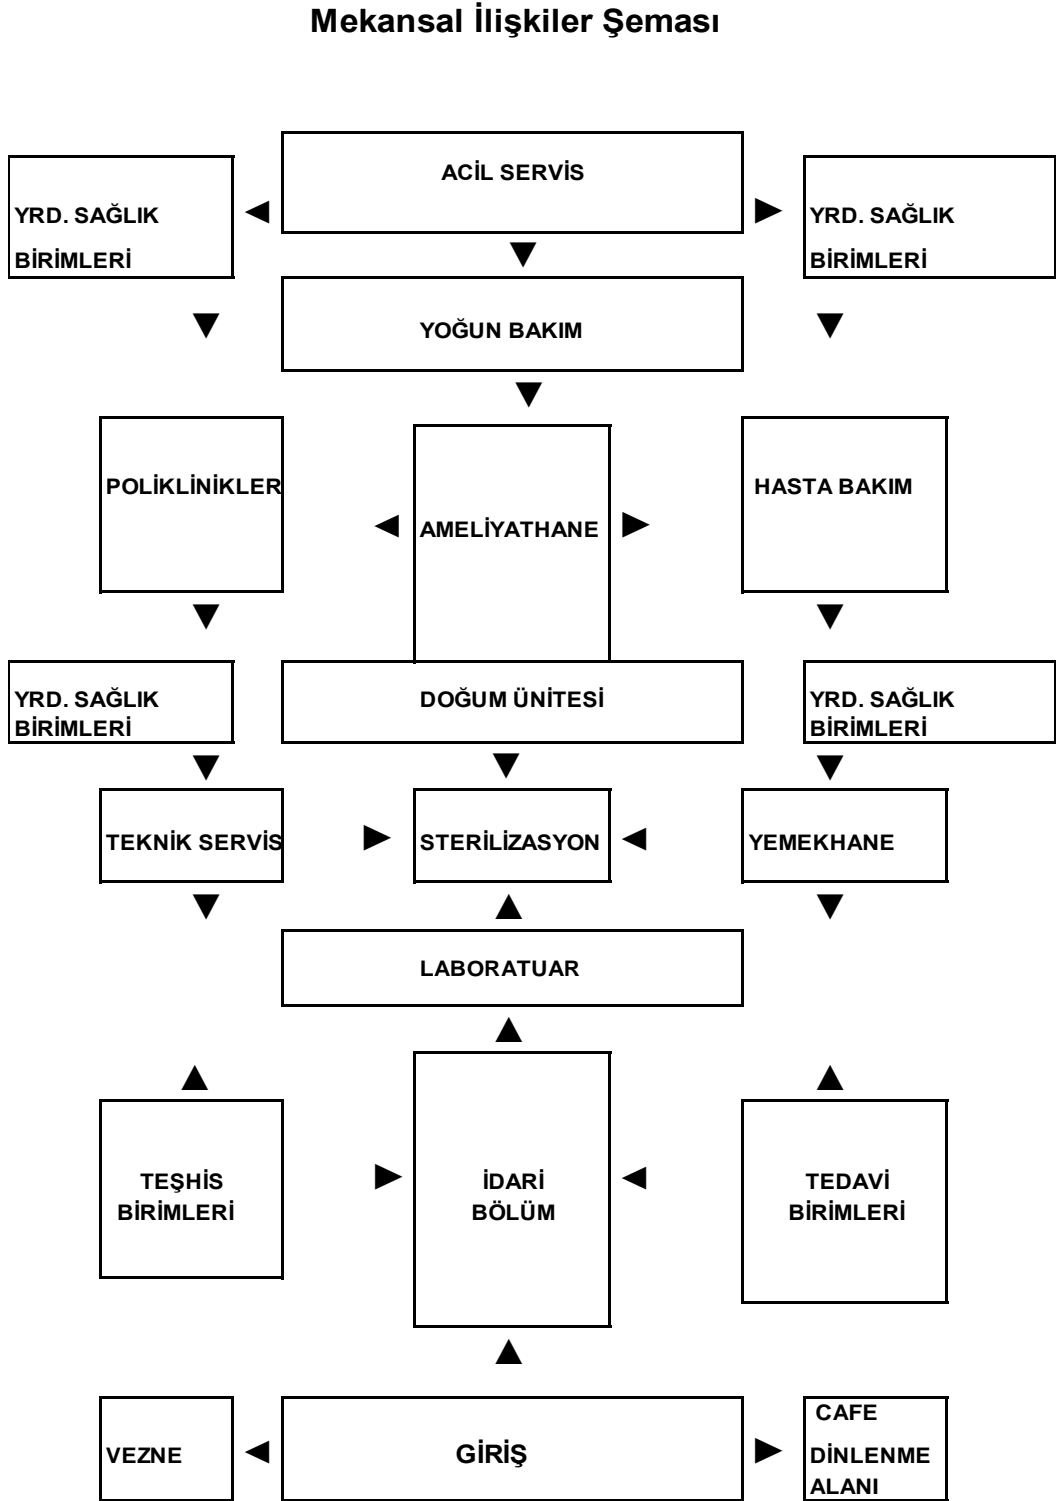 Mekansal İlişkiler Şeması
ACİL SERVİS
YRD. SAĞLIK
BİRİMLERİ
YRD. SAĞLIK
BİRİMLERİ
YOĞUN BAKIM
POLİKLİNİKLER
AMELİYATHANE
HASTA BAKIM
YRD. SAĞLIK
BİRİMLERİ
DOĞUM ÜNİTESİ
YRD. SAĞLIK
BİRİMLERİ
TEKNİK SERVİS
STERİLİZASYON
YEMEKHANE
LABORATUAR
TEŞHİS
BİRİMLERİ
İDARİ
BÖLÜM
TEDAVİ
BİRİMLERİ
VEZNE
GİRİŞ
CAFE
DİNLENME
ALANI